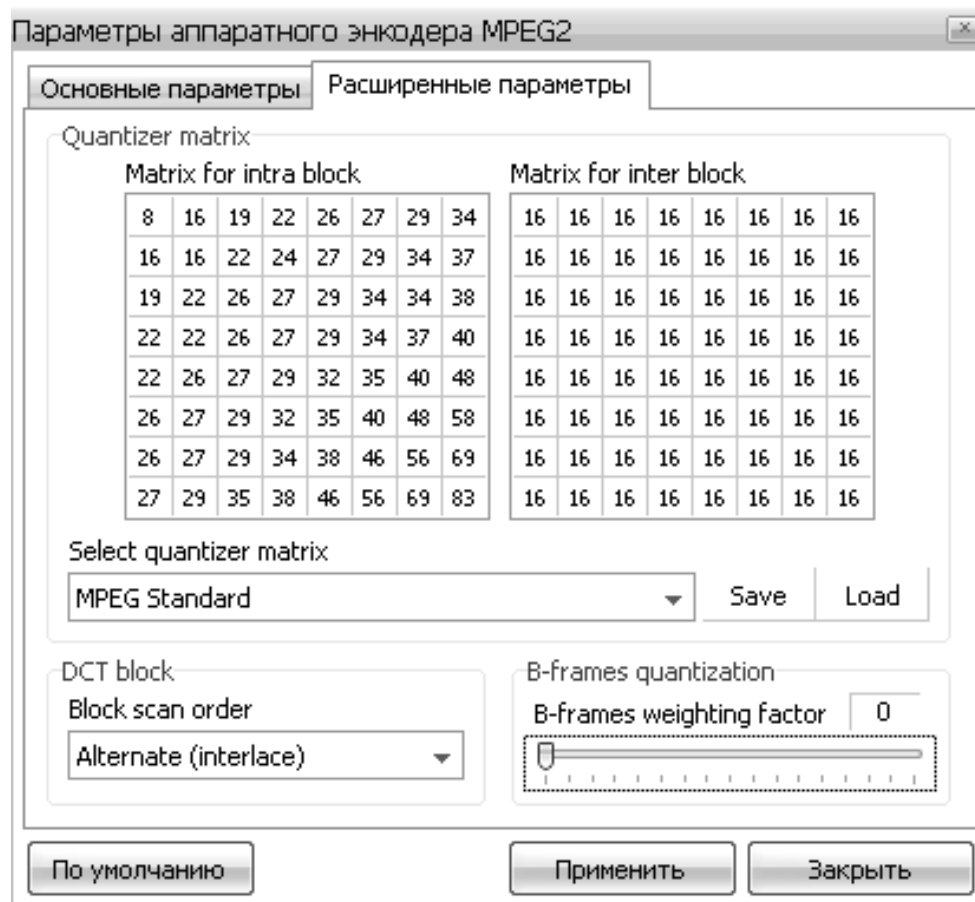 Параметры аппаратного энкодера MPEG2
Основные параметры Расширенные параметры
Quantizer matrix
Matrix for intra block Matrix for inter block
8 16 19 22 26 27 29 34 16 16 16 16 16 16 16 16
16 16 22 24 27 29 34 37 16 16 16 16 16 16 16 16
19 22 26 27 29 34 34 38 16 16 16 16 16 16 16 16
22 22 26 27 29 34 37 40 16 16 16 16 16 16 16 16
22 26 27 29 32 35 40 48 16 16 16 16 16 16 16 16
26 27 29 32 35 40 48 58 16 16 16 16 16 16 16 16
26 27 29 34 38 46 56 69 16 16 16 16 16 16 16 16
27 29 35 38 46 56 69 83 16 16 16 16 16 16 16 16
Select quantizer matrix
MPEG Standard Save Load
DCT block B-frames quantization
Block scan order B-frames weighting factor 0
Alternate (interlace)
По умолчанию Применить Закрыть